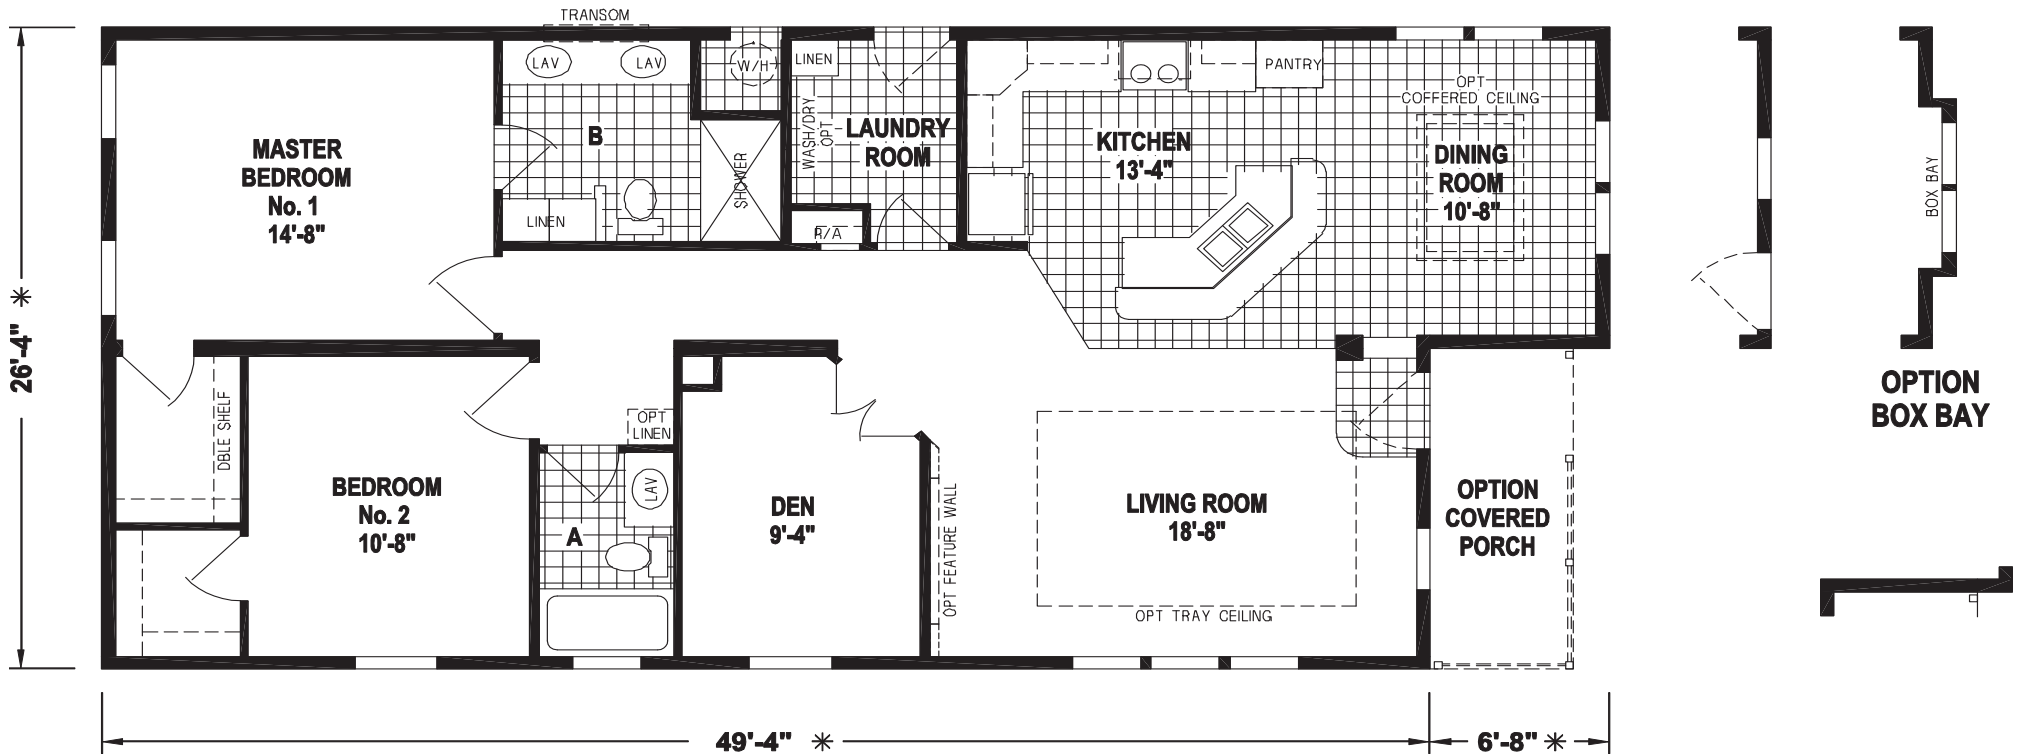 TRANSOM
LAV
LAV
W/H
LINEN
PANTRY
OPT
COFFERED CEILING
MASTER
BEDROOM
No. 1
14'-8"
B
SHOWER
LINEN
WASH/DRY
OPT
LAUNDRY
ROOM
R/A
KITCHEN
13'-4"
DINING
ROOM
10'-8"
BOX BAY
OPTION
BOX BAY
26'-4" ✳
DBLE SHELF
BEDROOM
No. 2
10'-8"
OPT
LINEN
LAV
A
DEN
9'-4"
OPT FEATURE WALL
LIVING ROOM
18'-8"
OPT TRAY CEILING
OPTION
COVERED
PORCH
49'-4" ✳
6'-8" ✳